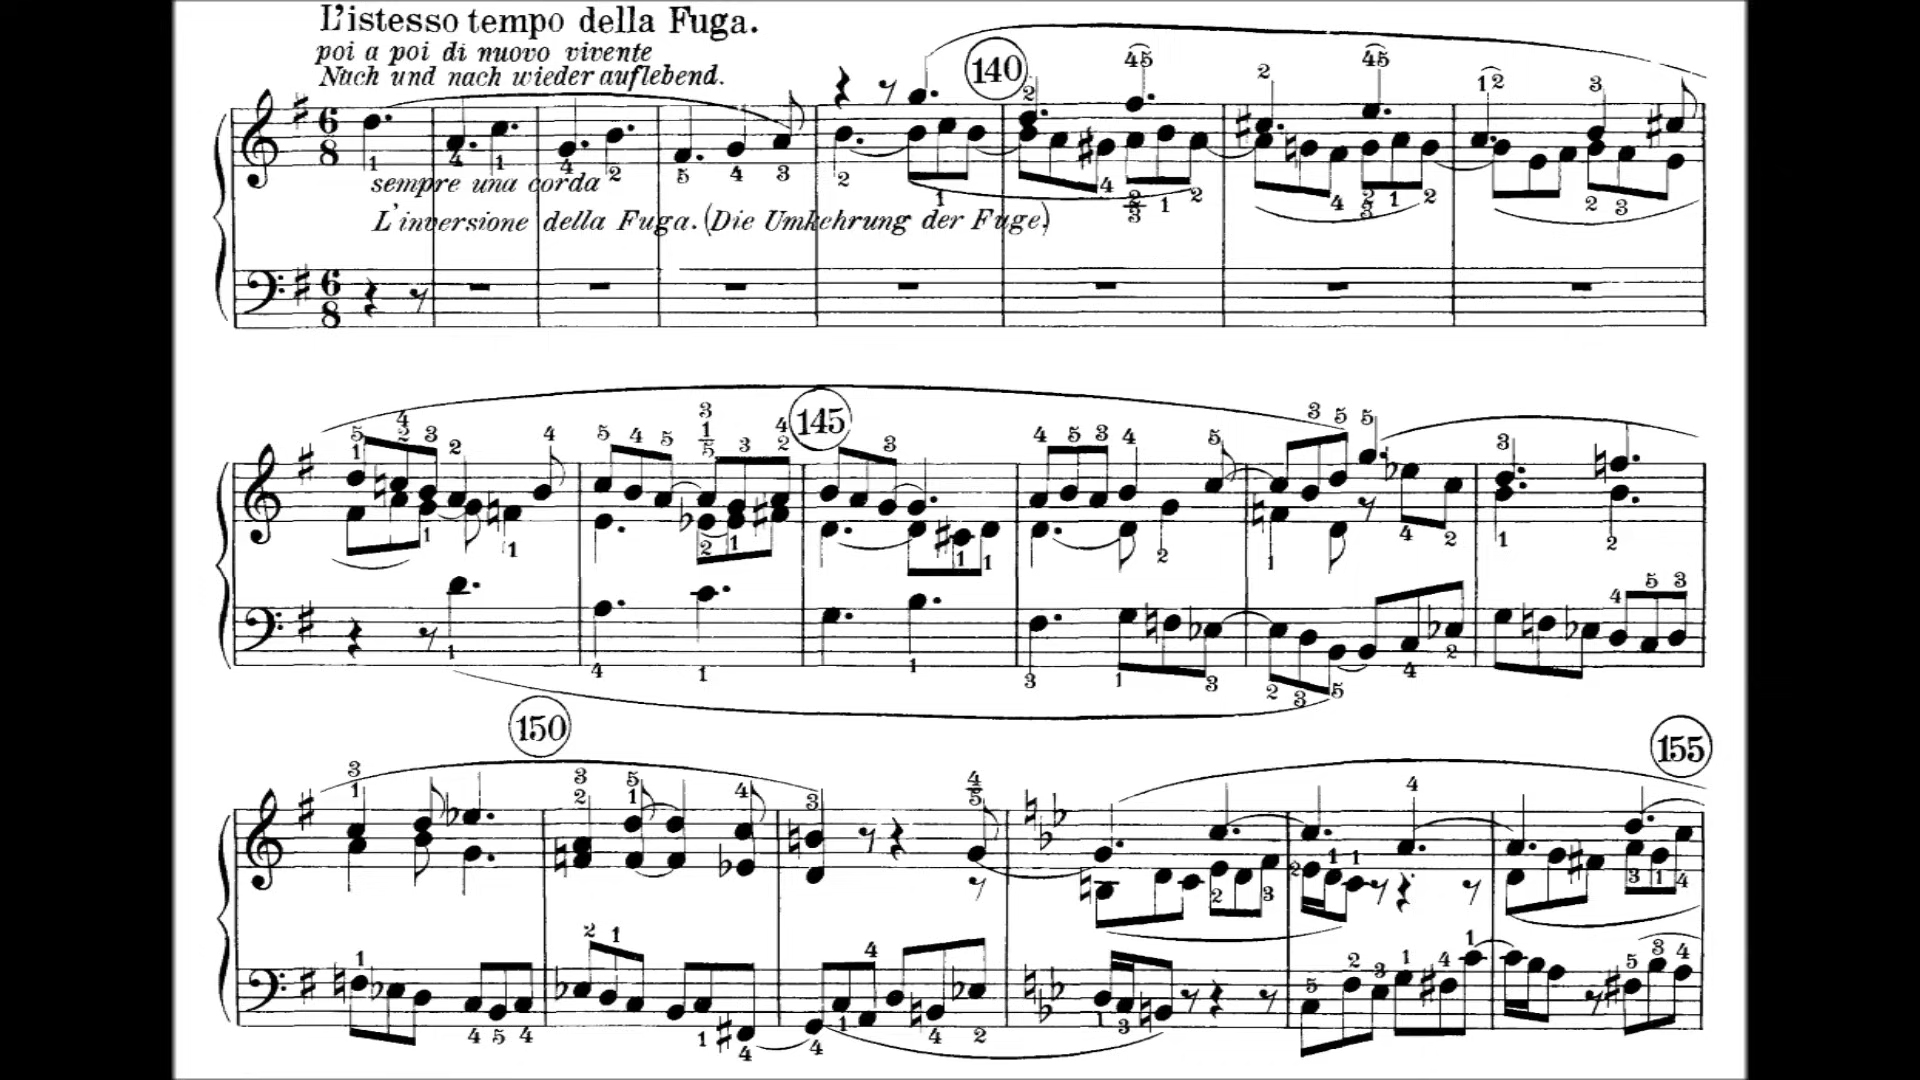 L'istesso tempo della Fuga.
poi a poi di nuovo vivente
Nach und nach wieder auflebend.
140
sempre una corda
L'inversione della Fuga. (Die Umkehrung der Fuge.)
145
150
155